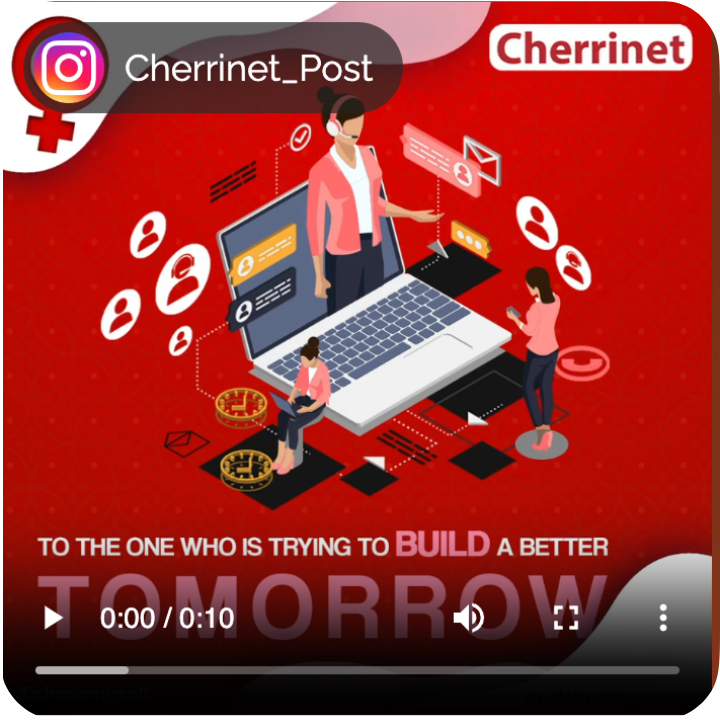 Cherrinet_Post
Cherrinet
TO THE ONE WHO IS TRYING TO BUILD A BETTER
TOMORROW
0:00 / 0:10